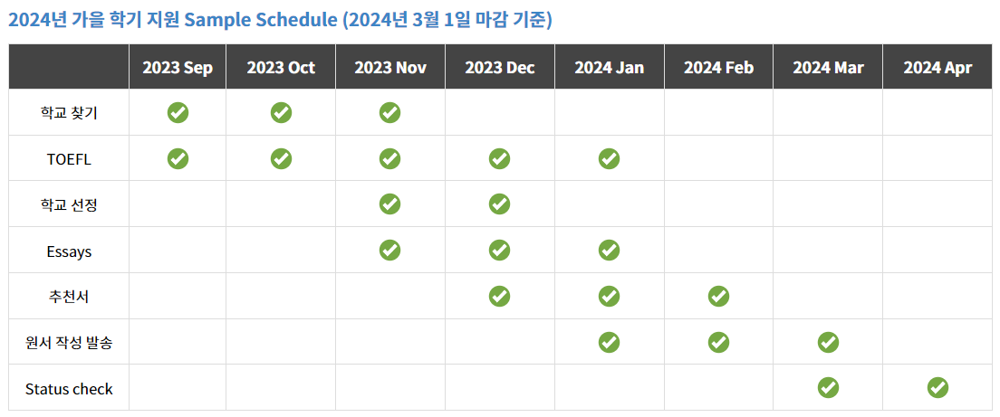 2024년 가을 학기 지원 Sample Schedule (2024년 3월 1일 마감 기준)
2023 Sep 2023 Oct 2023 Nov 2023 Dec 2024 Jan 2024 Feb 2024 Mar 2024 Apr
학교 찾기
TOEFL
학교 선정
Essays
추천서
원서 작성 발송
Status check